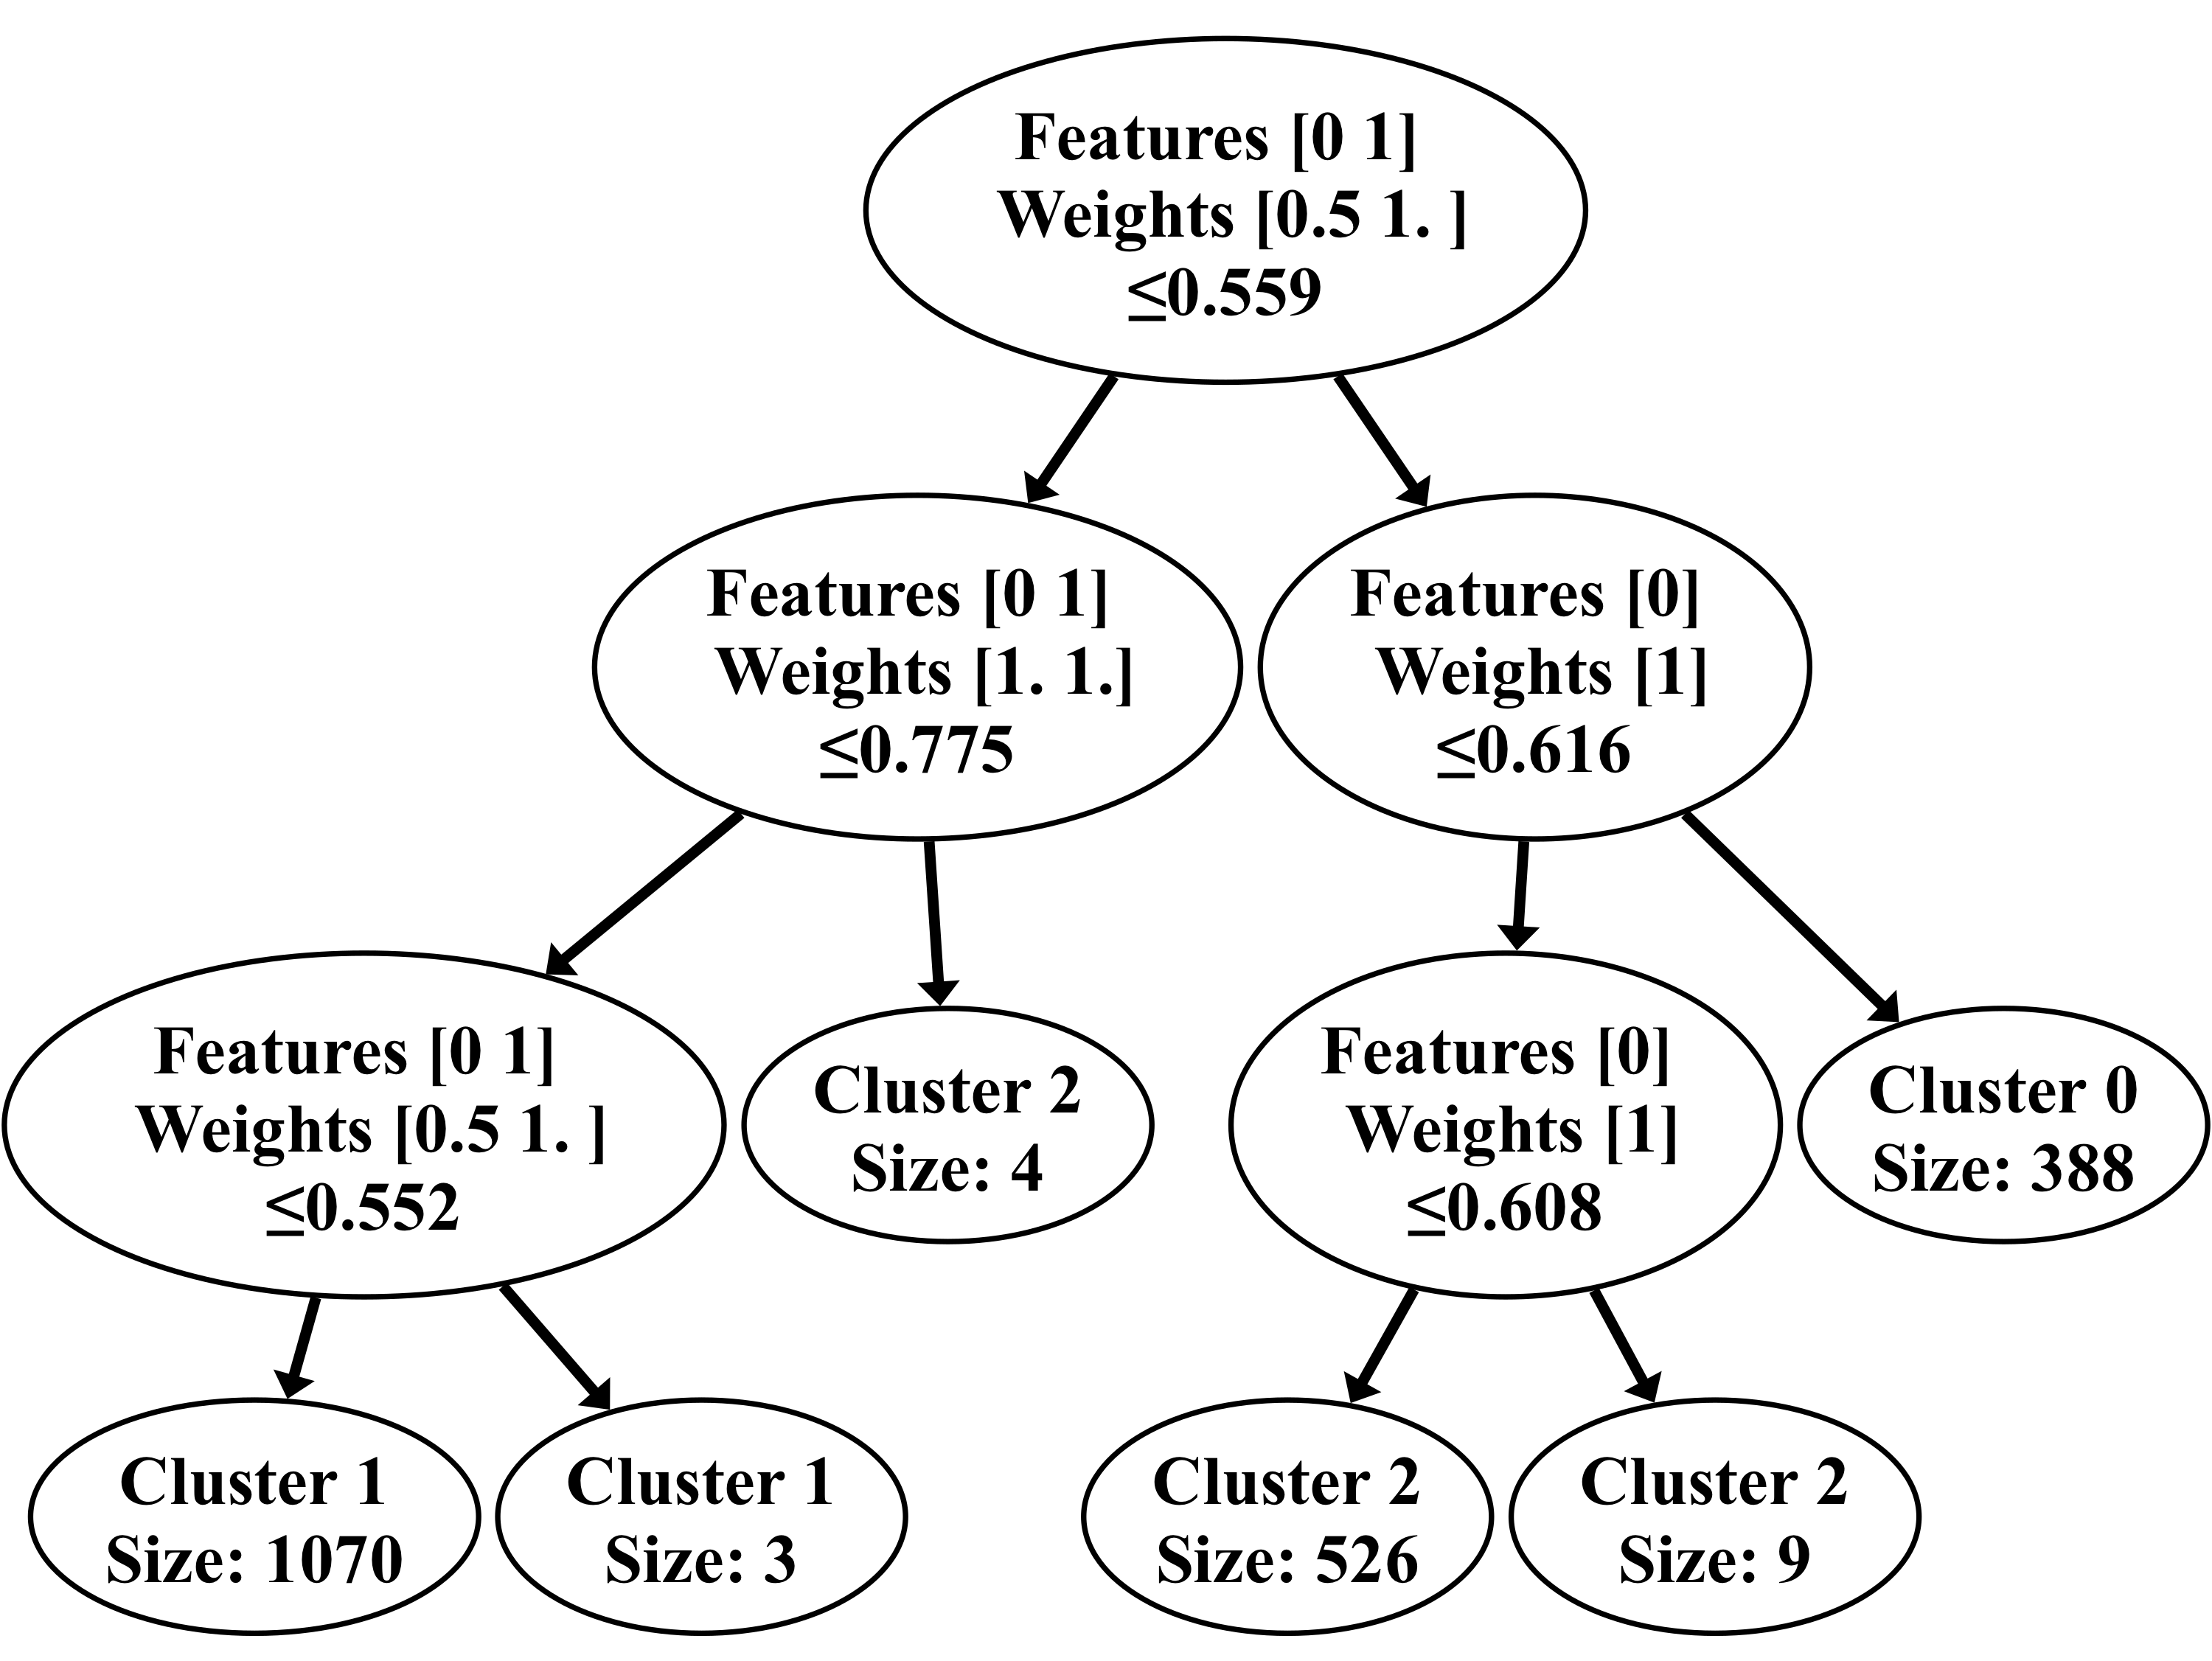 Features [0 1]
Weights [0.5 1. ]
≤0.559
Features [0 1]
Weights [1. 1.]
≤0.775
Features [0]
Weights [1]
≤0.616
Features [0 1]
Weights [0.5 1. ]
≤0.552
Cluster 2
Size: 4
Features [0]
Weights [1]
≤0.608
Cluster 0
Size: 388
Cluster 1
Size: 1070
Cluster 1
Size: 3
Cluster 2
Size: 526
Cluster 2
Size: 9